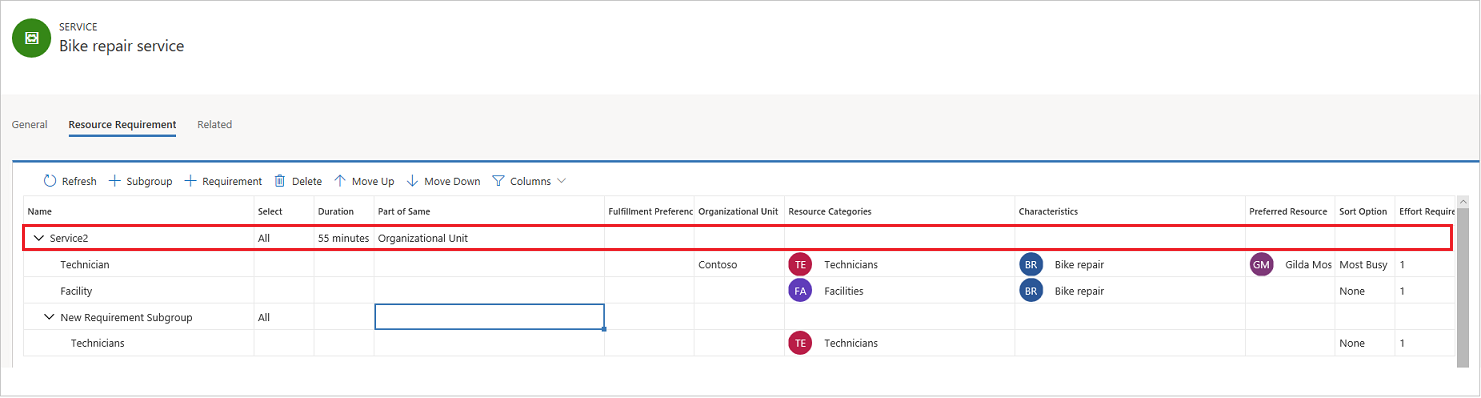 SERVICE
Bike repair service
General Resource Requirement Related
Refresh Subgroup Requirement Delete Move Up Move Down Columns
Name Select Duration Part of Same Fulfillment Preferenc Organizational Unit Resource Categories Characteristics Preferred Resource Sort Option Effort Require
Service2 All 55 minutes Organizational Unit
Technician Contoso TE Technicians BR Bike repair GM Gilda Mos Most Busy 1
Facility FA Facilities BR Bike repair None 1
New Requirement Subgroup All
Technicians TE Technicians None 1